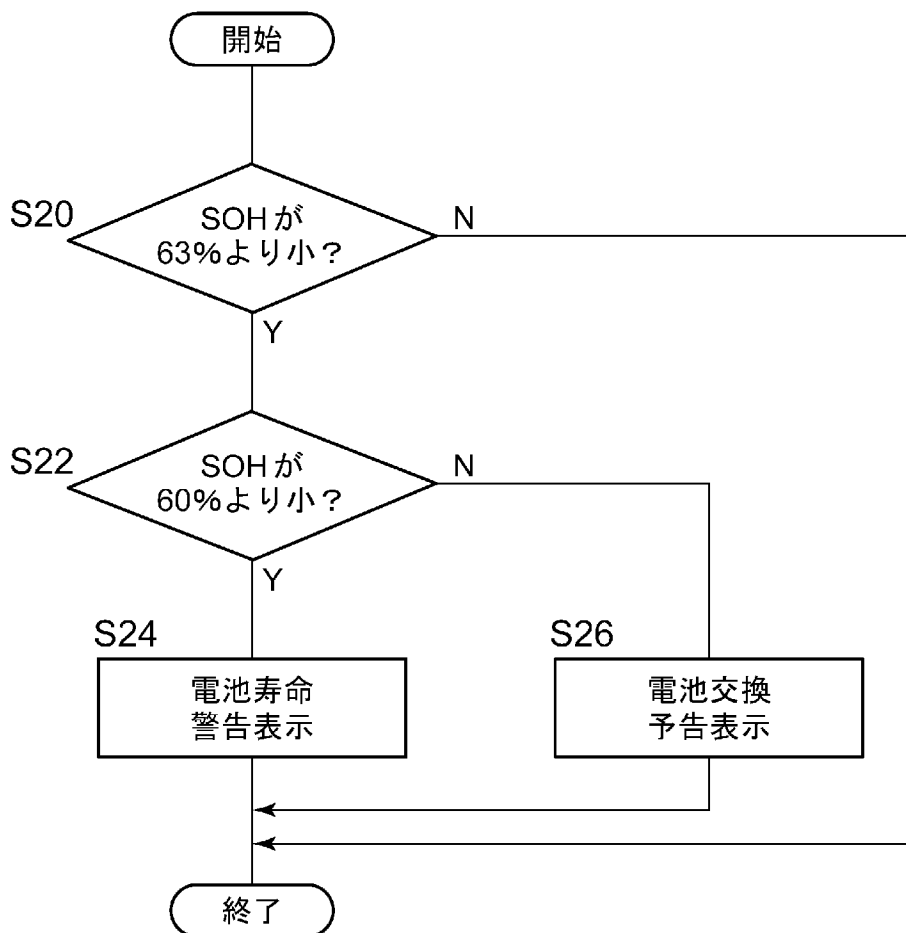 開始
S20
SOHが
63%より小？
N
Y
S22
SOHが
60%より小？
N
Y
S24
電池寿命
警告表示
S26
電池交換
予告表示
終了